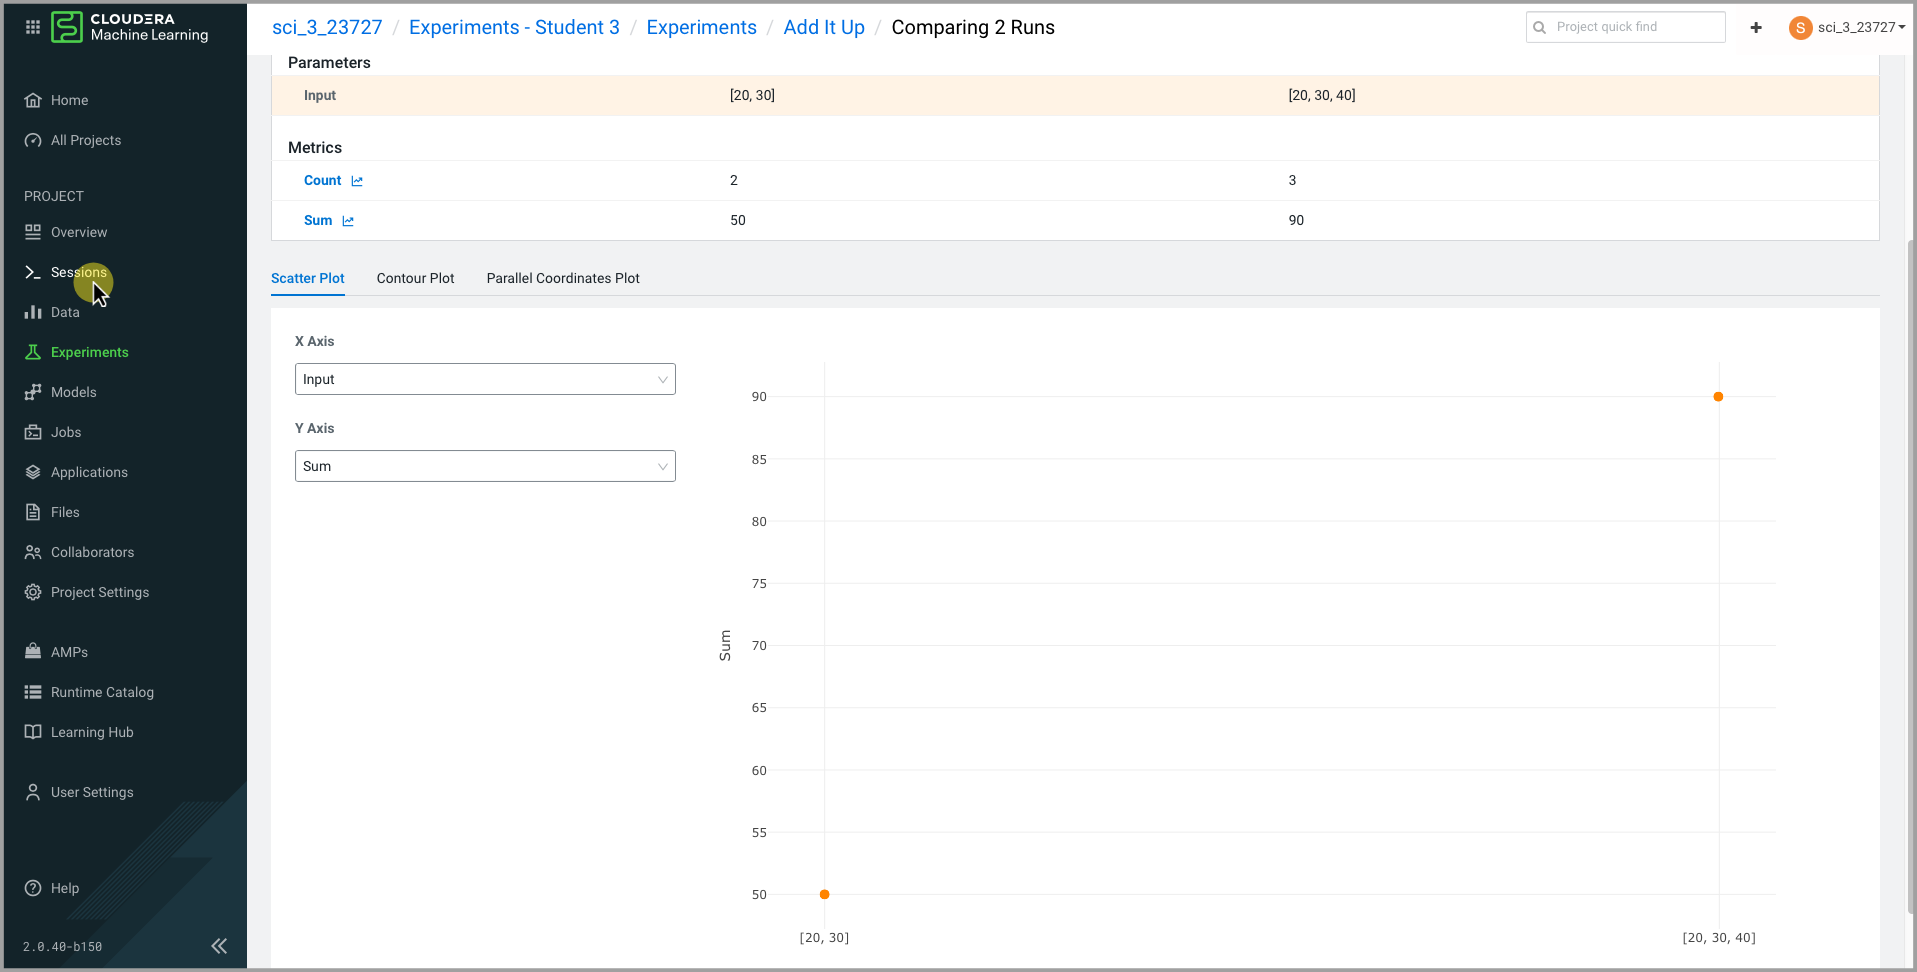 CLOUDERA
Machine Learning
sci_3_23727 / Experiments - Student 3 / Experiments / Add It Up / Comparing 2 Runs
Project quick find
+
S sci_3_23727
Home
All Projects
PROJECT
Overview
Sessions
Data
Experiments
Models
Jobs
Applications
Files
Collaborators
Project Settings
AMPs
Runtime Catalog
Learning Hub
User Settings
Help
2.0.40-b150
Parameters
Input [20, 30] [20, 30, 40]
Metrics
Count 2 3
Sum 50 90
Scatter Plot Contour Plot Parallel Coordinates Plot
X Axis
Input
Y Axis
Sum
Sum
90
85
80
75
70
65
60
55
50
[20, 30] [20, 30, 40]